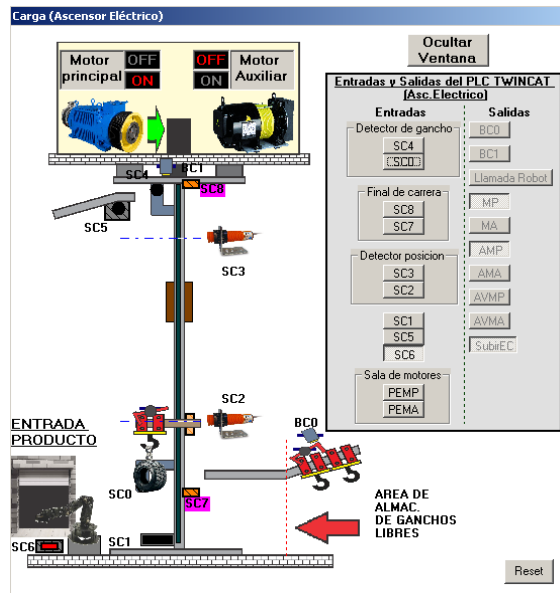 Carga (Ascensor Eléctrico)
Motor principal
OFF
ON
OFF
ON
Motor Auxiliar
BC1
SC4
SC8
SC5
SC3
SC2
ENTRADA
PRODUCTO
BC0
SC0
SC7
SC1
SC6
AREA DE
ALMAC.
DE GANCHOS
LIBRES
Ocultar
Ventana
Entradas y Salidas del PLC TWINCAT
(Asc.Electrico)
Entradas
Salidas
Detector de gancho
SC4
SC0
Final de carrera
SC8
SC7
Detector posicion
SC3
SC2
SC1
SC5
SC6
Sala de motores
PEMP
PEMA
BC0
BC1
Llamada Robot
MP
MA
AMP
AMA
AVMP
AVMA
SubirEC
Reset